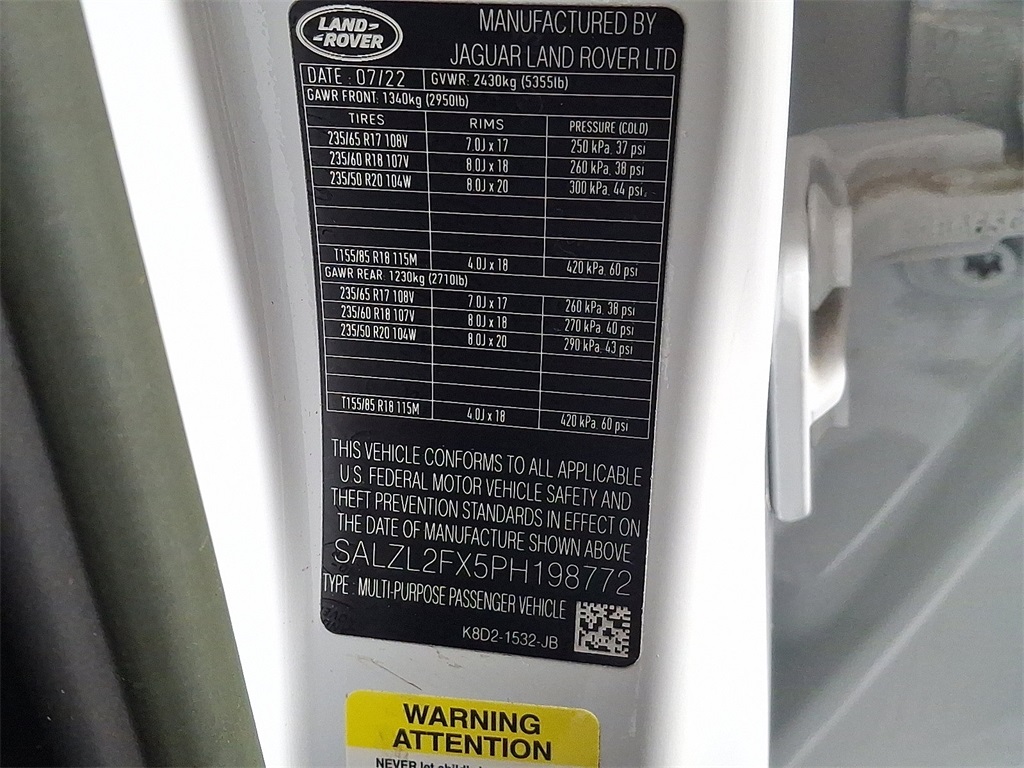 LAND-
-ROVER
MANUFACTURED BY
JAGUAR LAND ROVER LTD
DATE : 07/22 GVWR: 2430kg (5355lb)
GAWR FRONT: 1340kg (2950lb)
TIRES RIMS PRESSURE (COLD)
235/65 R17 108V 7.0J x 17 250 kPa, 37 psi
235/60 R18 107V 8.0J x 18 260 kPa, 38 psi
235/50 R20 104W 8.0J x 20 300 kPa, 44 psi
T155/85 R18 115M 4.0J x 18 420 kPa, 60 psi
GAWR REAR: 1230kg (2710lb)
235/65 R17 108V 7.0J x 17 260 kPa, 38 psi
235/60 R18 107V 8.0J x 18 270 kPa, 40 psi
235/50 R20 104W 8.0J x 20 290 kPa, 43 psi
T155/85 R18 115M 4.0J x 18 420 kPa, 60 psi
THIS VEHICLE CONFORMS TO ALL APPLICABLE
U.S. FEDERAL MOTOR VEHICLE SAFETY AND
THEFT PREVENTION STANDARDS IN EFFECT ON
THE DATE OF MANUFACTURE SHOWN ABOVE
SALZL2FX5PH198772
TYPE : MULTI-PURPOSE PASSENGER VEHICLE
K8D2-1532-JB
WARNING
ATTENTION
NEVER let